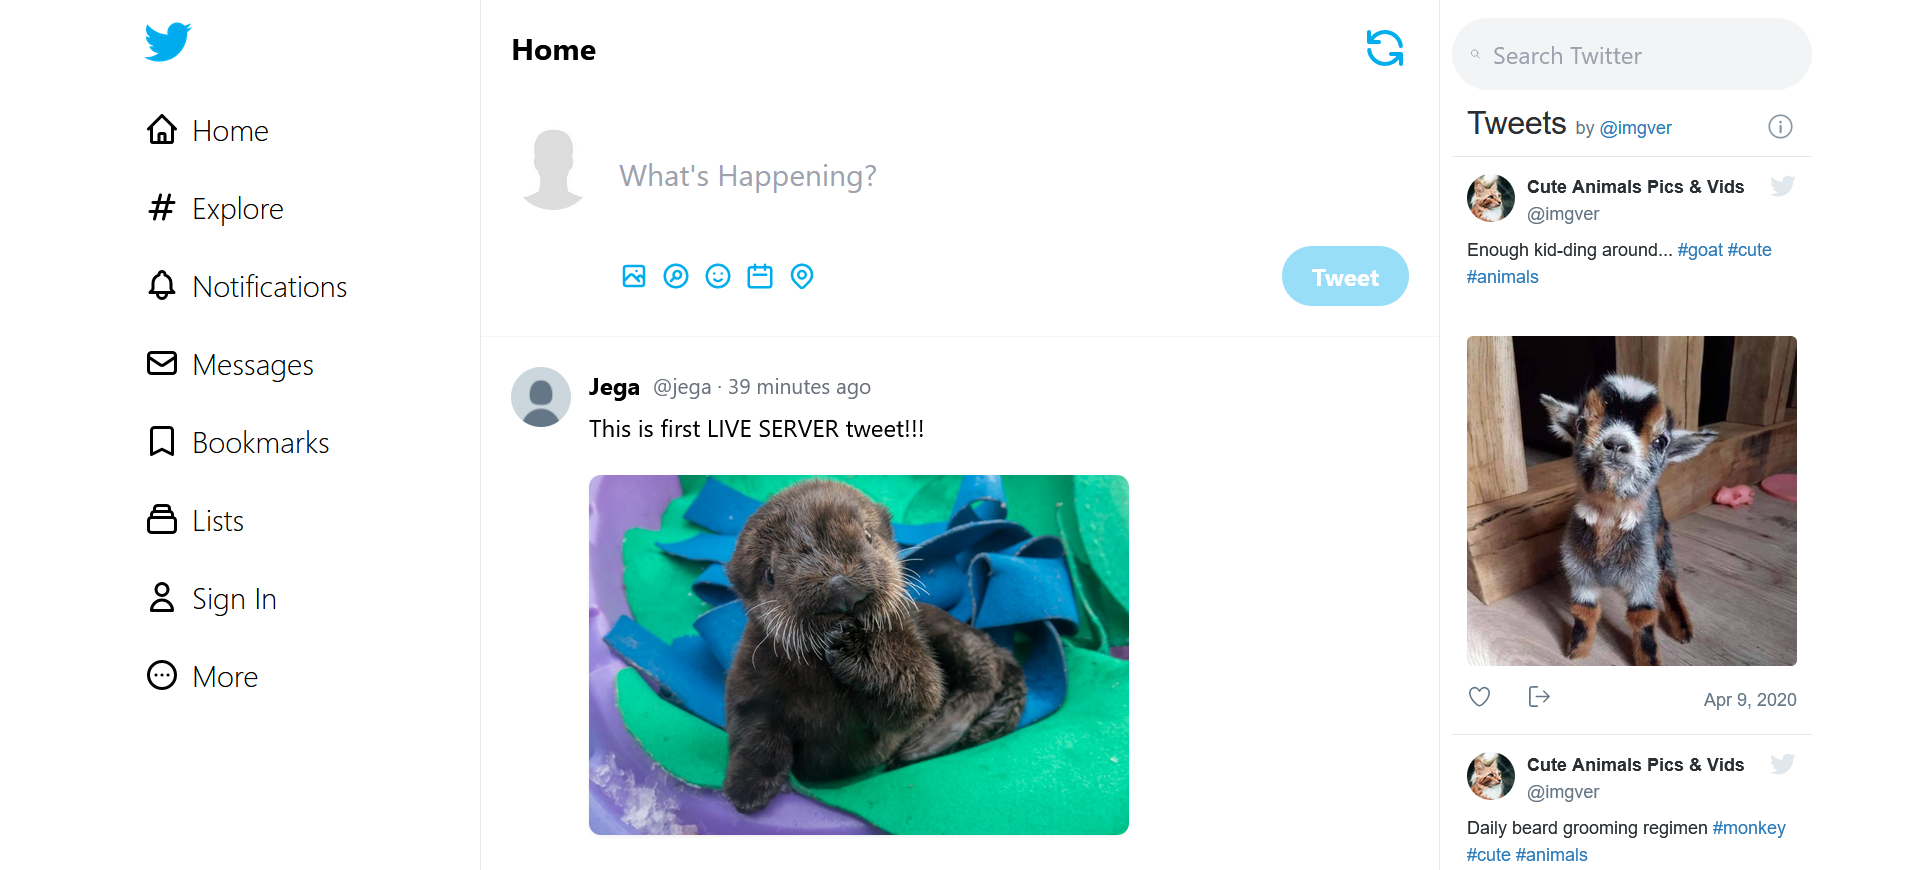 Home
Explore
Notifications
Messages
Bookmarks
Lists
Sign In
More
Home
What's Happening?
Tweet
Jega @jega · 39 minutes ago
This is first LIVE SERVER tweet!!!
Search Twitter
Tweets by @imgver
Cute Animals Pics & Vids
@imgver
Enough kid-ding around... #goat #cute
#animals
Apr 9, 2020
Cute Animals Pics & Vids
@imgver
Daily beard grooming regimen #monkey
#cute #animals